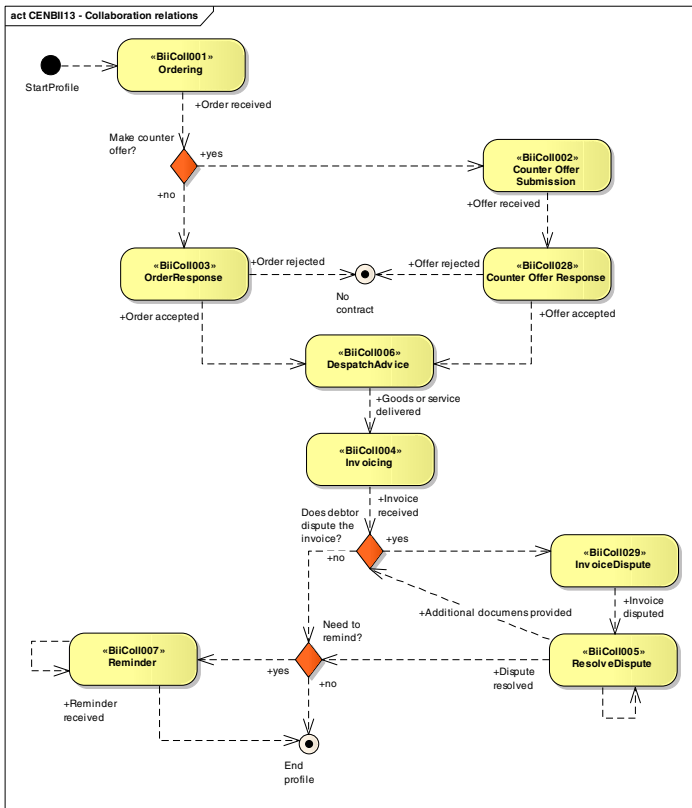 act CENBII13 - Collaboration relations
«BiiColl001»
Ordering
StartProfile
+Order received
Make counter
offer?
+yes
«BiiColl002»
Counter Offer
Submission
+no
+Offer received
«BiiColl003»
OrderResponse
+Order rejected
+Offer rejected
«BiiColl028»
Counter Offer Response
No
contract
+Order accepted
+Offer accepted
«BiiColl006»
DespatchAdvice
+Goods or service
delivered
«BiiColl004»
Invoicing
+Invoice
received
Does debtor
dispute the
invoice?
+yes
+no
«BiiColl029»
InvoiceDispute
+Additional documens provided
+Invoice
disputed
Need to
remind?
«BiiColl007»
Reminder
+yes
+no
«BiiColl005»
ResolveDispute
+Dispute
resolved
+Reminder
received
End
profile